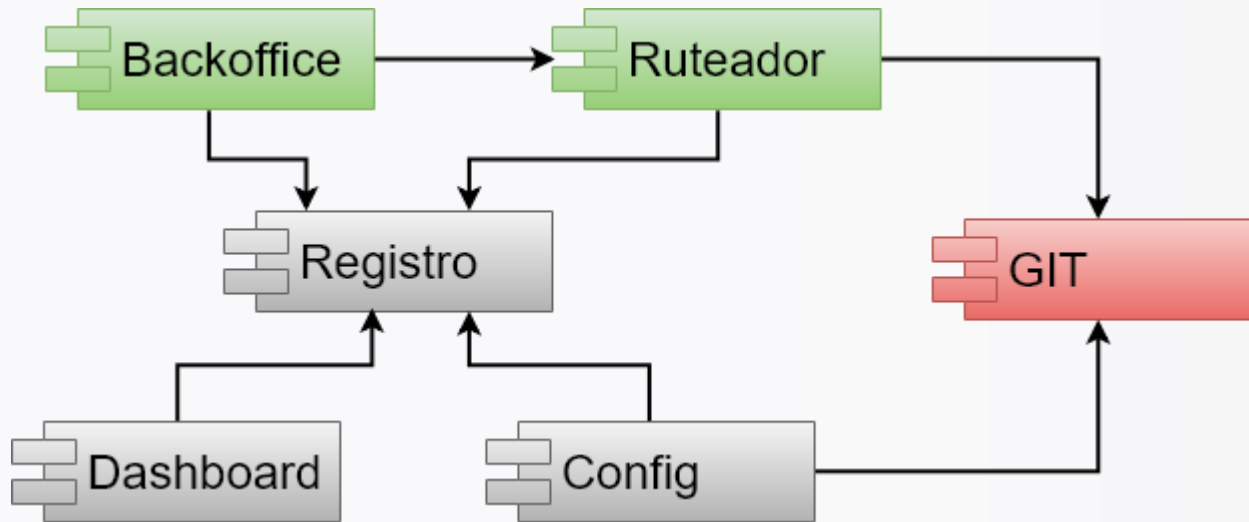 Backoffice
Ruteador
Registro
GIT
Dashboard
Config